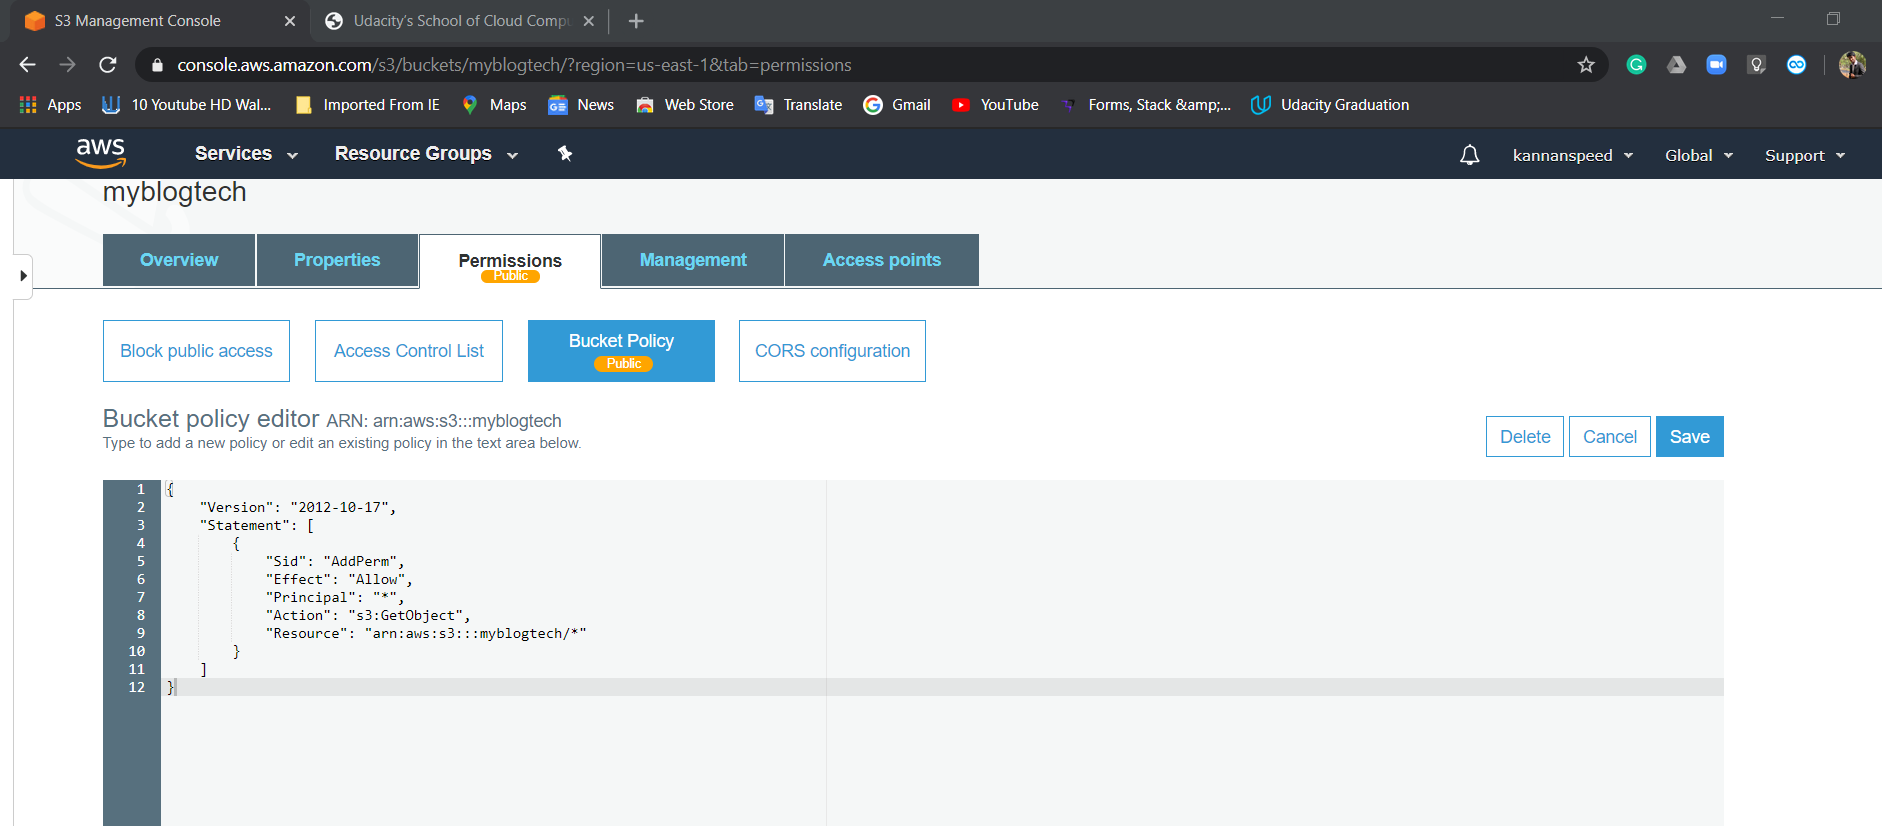 S3 Management Console
Udacity's School of Cloud Compu
console.aws.amazon.com/s3/buckets/myblogtech/?region=us-east-1&tab=permissions
Apps 10 Youtube HD Wal... Imported From IE Maps News Web Store Translate Gmail YouTube Forms, Stack &amp;... Udacity Graduation
aws Services Resource Groups kannanspeed Global Support
myblogtech
Overview Properties Permissions Management Access points
Public
Block public access Access Control List Bucket Policy CORS configuration
Public
Bucket policy editor ARN: arn:aws:s3:::myblogtech
Type to add a new policy or edit an existing policy in the text area below.
Delete Cancel Save
1 {
2 "Version": "2012-10-17",
3 "Statement": [
4 {
5 "Sid": "AddPerm",
6 "Effect": "Allow",
7 "Principal": "*",
8 "Action": "s3:GetObject",
9 "Resource": "arn:aws:s3:::myblogtech/*"
10 }
11 ]
12 }